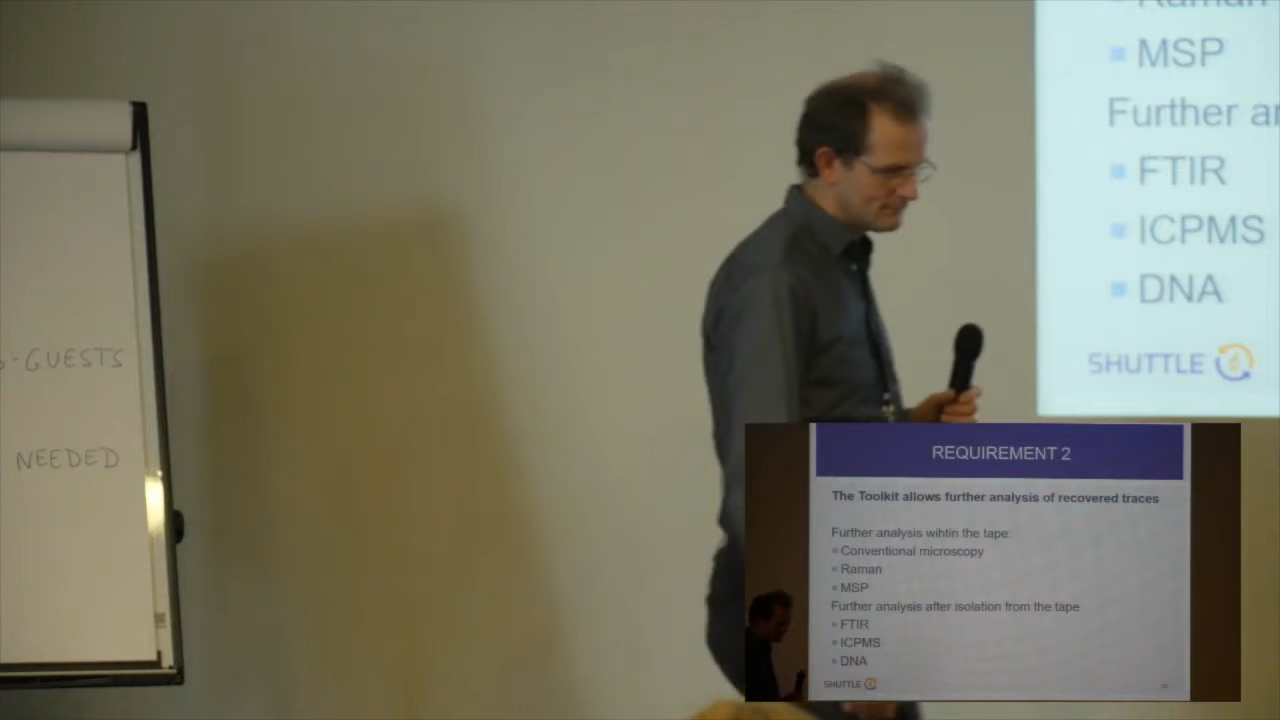 GUESTS
NEEDED
MSP
Further
FTIR
ICPMS
DNA
SHUTTLE
REQUIREMENT 2
The Toolkit allows further analysis of recovered traces
Further analysis wihtin the tape:
Conventional microscopy
Raman
MSP
Further analysis after isolation from the tape
FTIR
ICPMS
DNA
SHUTTLE